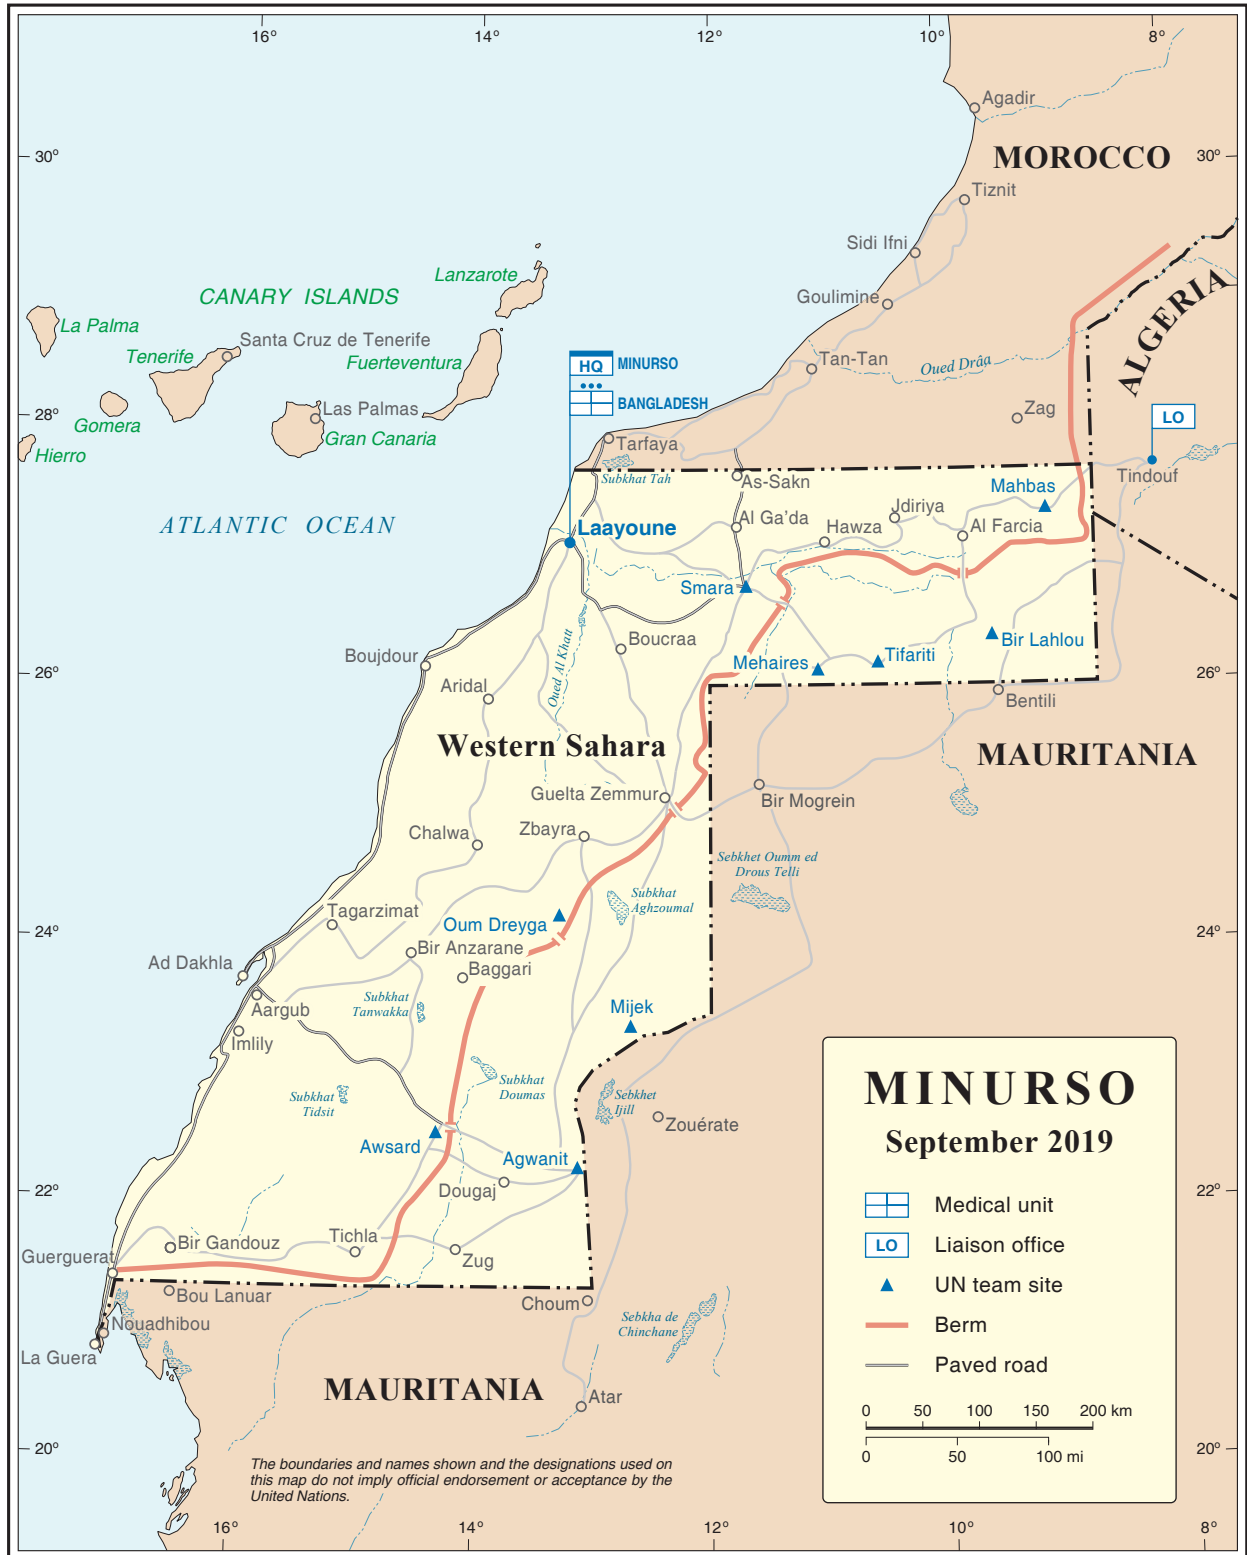 16°
14°
12°
10°
8°
Agadir
MOROCCO
30°
30°
Tiznit
Sidi Ifni
Lanzarote
CANARY ISLANDS
Goulimine
ALGERIA
La Palma
Santa Cruz de Tenerife
Tenerife
Fuerteventura
HQ
MINURSO
Tan-Tan
Oued Drâa
BANGLADESH
28°
Las Palmas
Zag
LO
Gomera
Gran Canaria
Tarfaya
Hierro
Subkhat Tah
As-Sakn
Mahbas
Tindouf
ATLANTIC OCEAN
Laayoune
Al Ga'da
Jdiriya
Hawza
Al Farcia
Smara
Boucraa
Boujdour
Oued Al Khatt
Mehaires
Tifariti
Bir Lahlou
26°
26°
Aridal
Bentili
Western Sahara
MAURITANIA
Guelta Zemmur
Bir Mogrein
Chalwa
Zbayra
Sebkhet Oumm ed
Drous Telli
Subkhat
Aghzoumal
Tagarzimat
Oum Dreyga
24°
24°
Bir Anzarane
Ad Dakhla
Baggari
Subkhat
Tanwakka
Aargub
Mijek
Imlily
Subkhat
Doumas
Subkhat
Tidsit
Sebkhet
Ijill
Zouérate
Awsard
Agwanit
Dougaj
22°
22°
Bir Gandouz
Tichla
Guerguerat
Zug
Bou Lanuar
Choum
Nouadhibou
Sebkha de
Chinchane
La Guera
MAURITANIA
Atar
20°
20°
MINURSO
September 2019
Medical unit
LO
Liaison office
UN team site
Berm
Paved road
0 50 100 150 200 km
0 50 100 mi
The boundaries and names shown and the designations used on
this map do not imply official endorsement or acceptance by the
United Nations.
16°
14°
12°
10°
8°